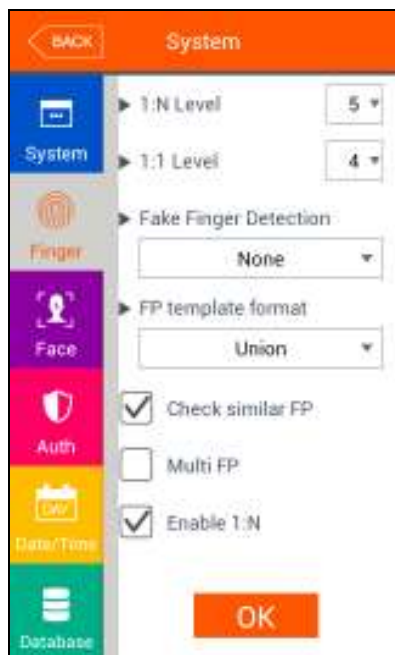 BACK
System
System
Finger
Face
Auth
DAY
Date/Time
Database
1:N Level
5
1:1 Level
4
Fake Finger Detection
None
FP template format
Union
Check similar FP
Multi FP
Enable 1:N
OK